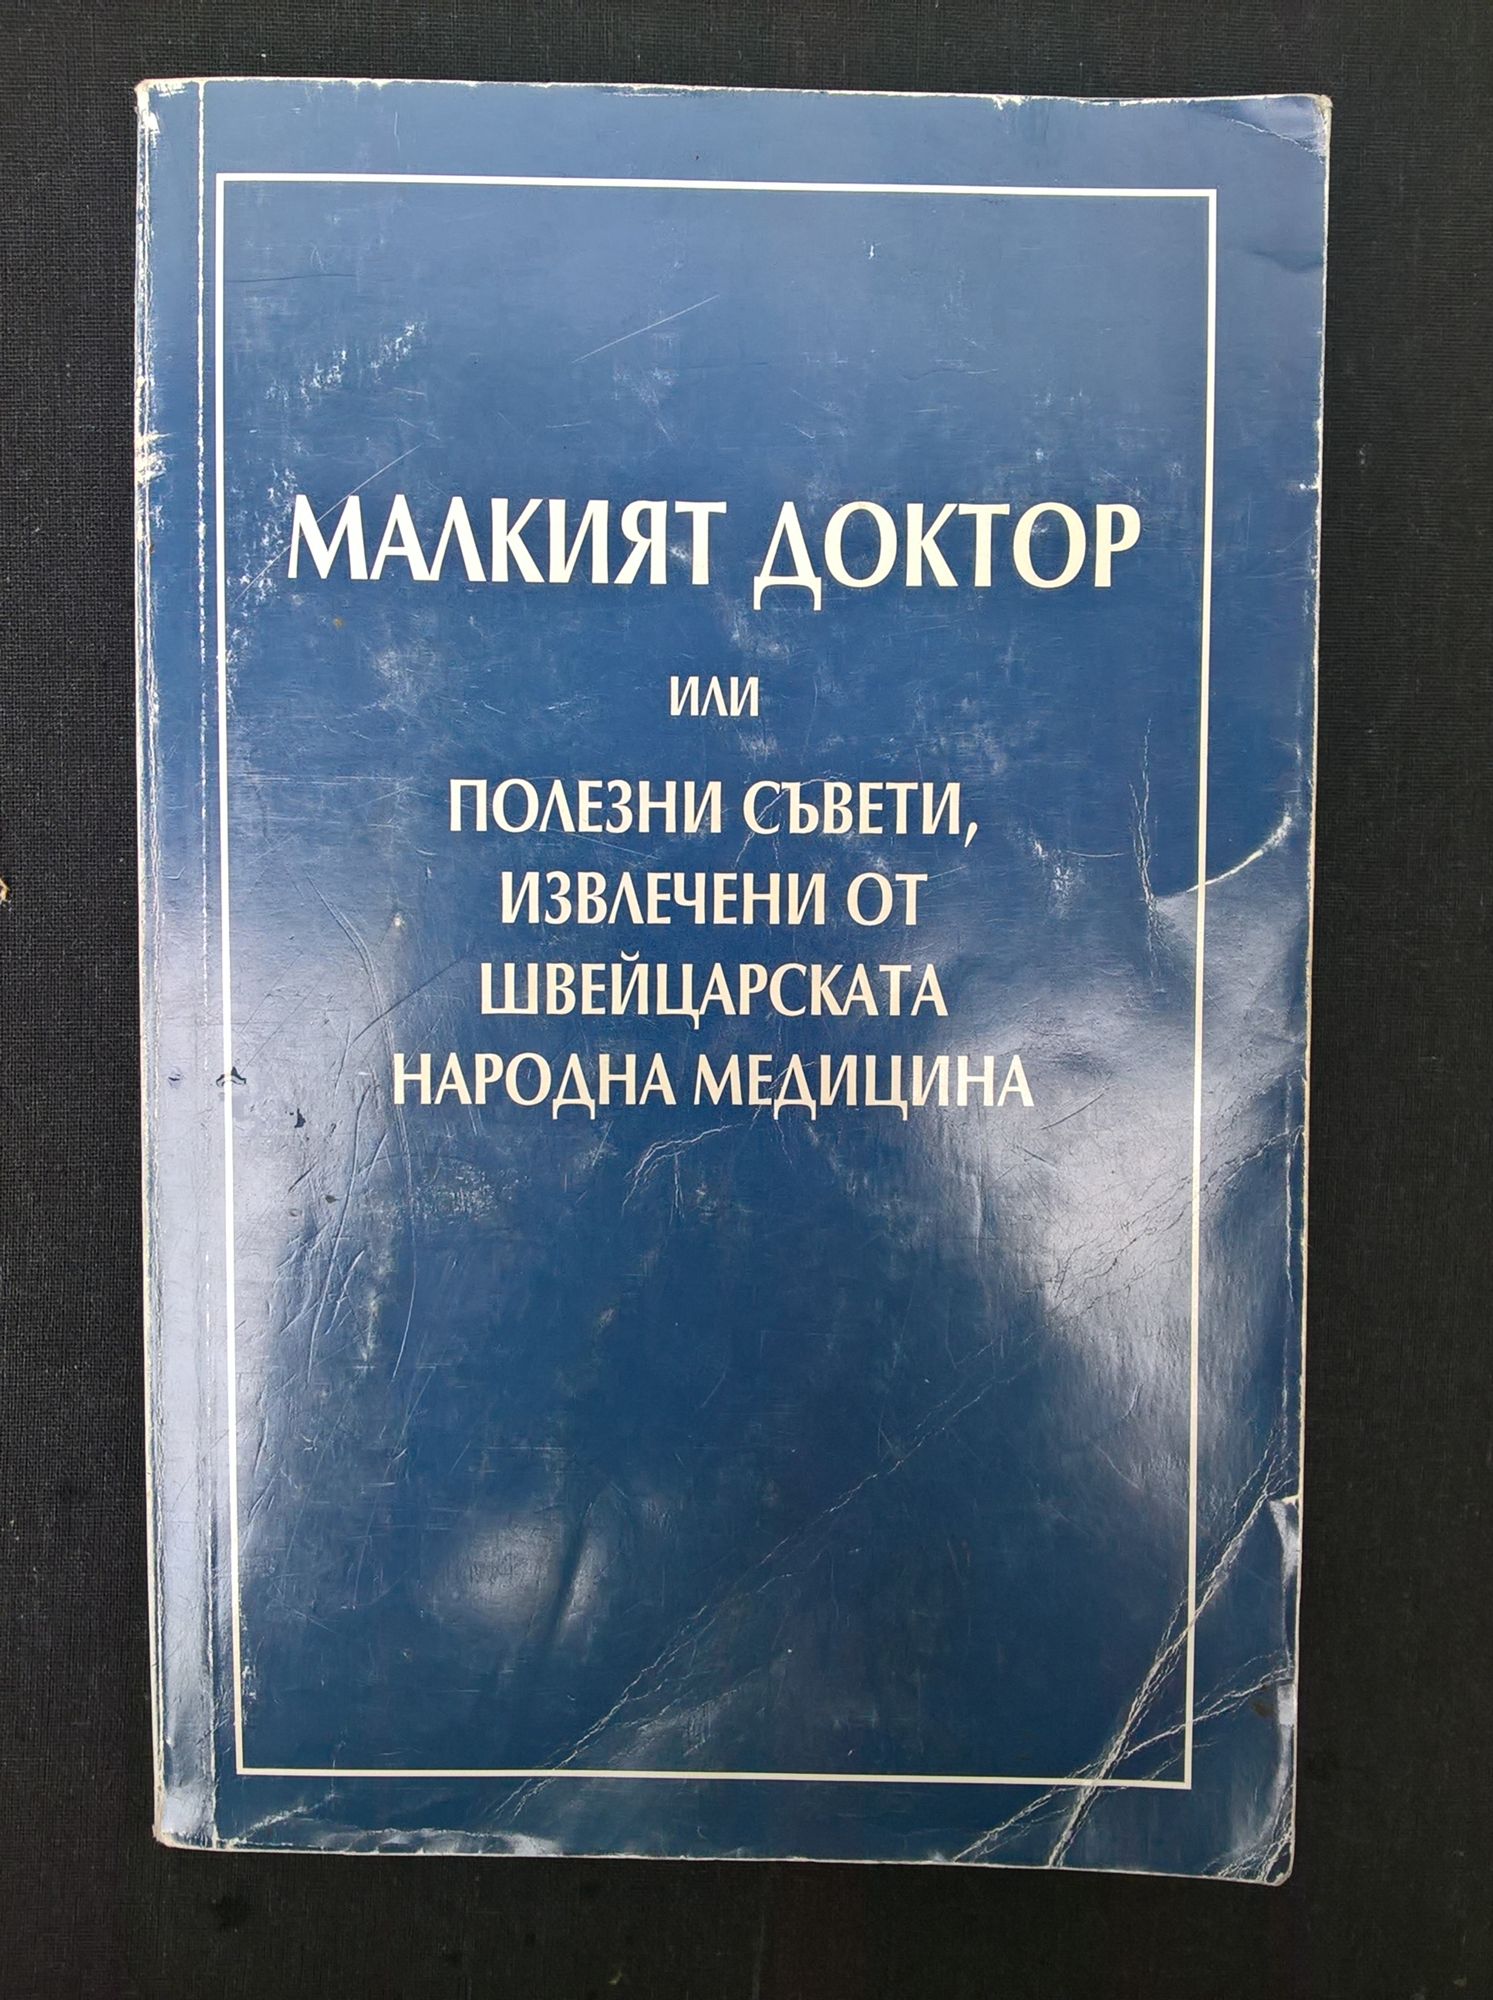 МАЛКИЯТ ДОКТОР
ИЛИ
ПОЛЕЗНИ СЪВЕТИ,
ИЗВЛЕЧЕНИ ОТ
ШВЕЙЦАРСКАТА
НАРОДНА МЕДИЦИНА